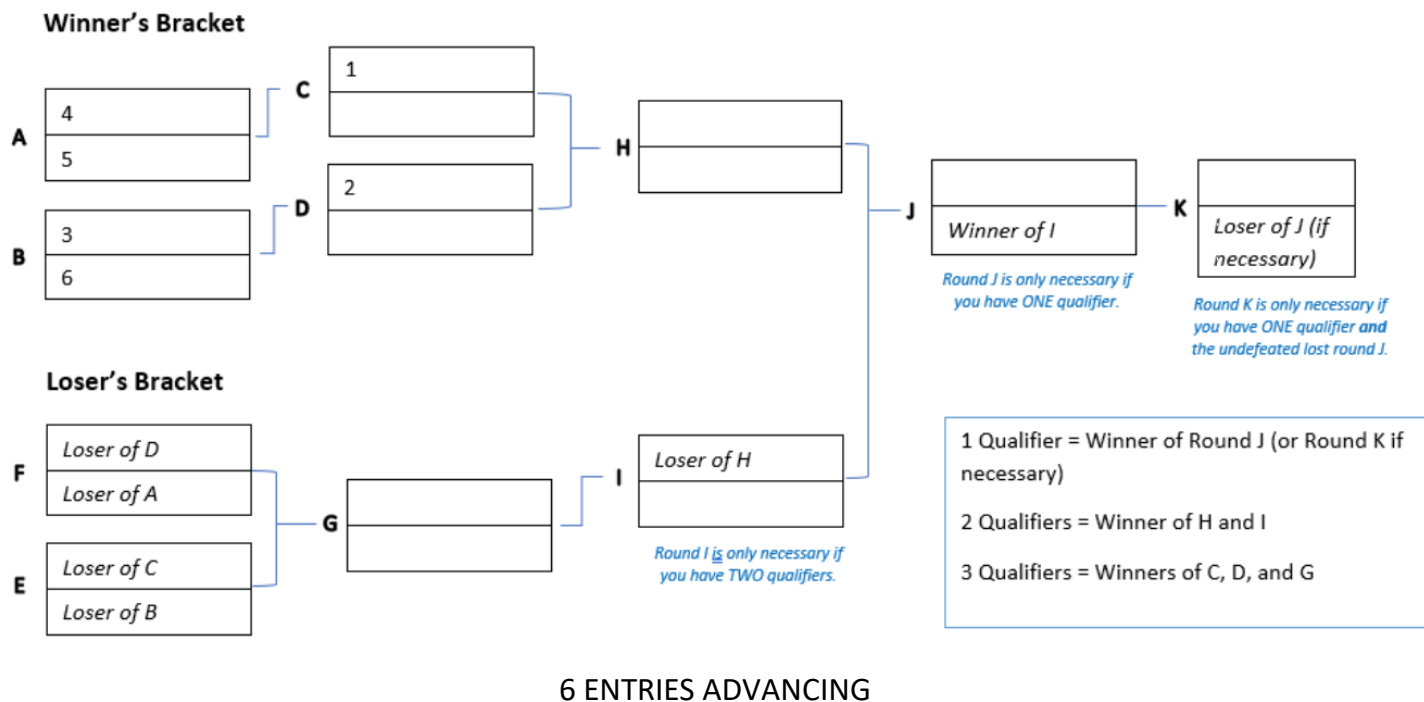 Winner's Bracket
A
4
5
B
3
6
C
1
D
2
H
J
Winner of I
Round J is only necessary if
you have ONE qualifier.
K
Loser of J (if
necessary)
Round K is only necessary if
you have ONE qualifier and
the undefeated lost round J.
Loser's Bracket
F
Loser of D
Loser of A
E
Loser of C
Loser of B
G
I
Loser of H
Round I is only necessary if
you have TWO qualifiers.
1 Qualifier = Winner of Round J (or Round K if
necessary)
2 Qualifiers = Winner of H and I
3 Qualifiers = Winners of C, D, and G
6 ENTRIES ADVANCING